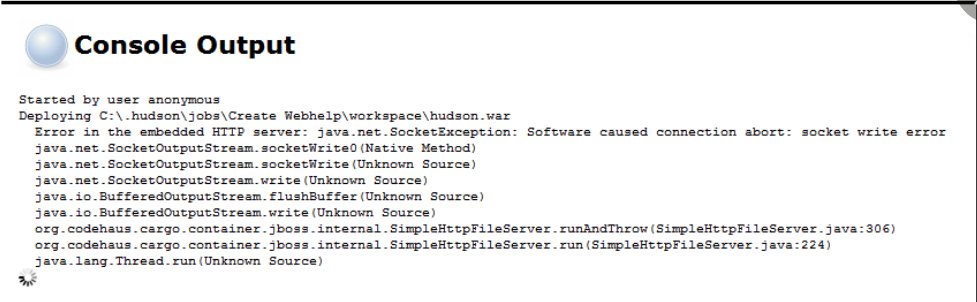 Console Output
Started by user anonymous
Deploying C:\.hudson\jobs\Create Webhelp\workspace\hudson.war
Error in the embedded HTTP server: java.net.SocketException: Software caused connection abort: socket write error
java.net.SocketOutputStream.socketWrite0(Native Method)
java.net.SocketOutputStream.socketWrite(Unknown Source)
java.net.SocketOutputStream.write(Unknown Source)
java.io.BufferedOutputStream.flushBuffer(Unknown Source)
java.io.BufferedOutputStream.write(Unknown Source)
org.codehaus.cargo.container.jboss.internal.SimpleHttpFileServer.runAndThrow(SimpleHttpFileServer.java:306)
org.codehaus.cargo.container.jboss.internal.SimpleHttpFileServer.run(SimpleHttpFileServer.java:224)
java.lang.Thread.run(Unknown Source)